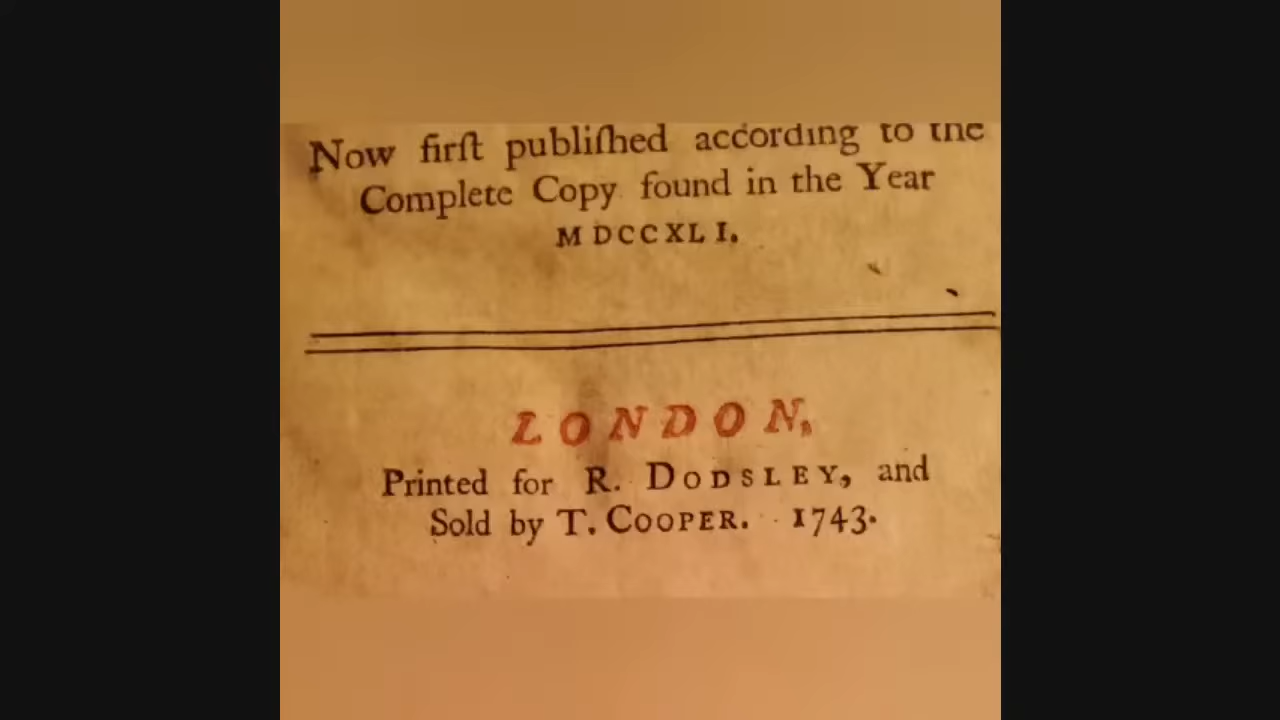 Now firſt publiſhed according to the
Complete Copy found in the Year
MDCCXLI.
LONDON,
Printed for R. DODSLEY, and
Sold by T. COOPER. 1743.